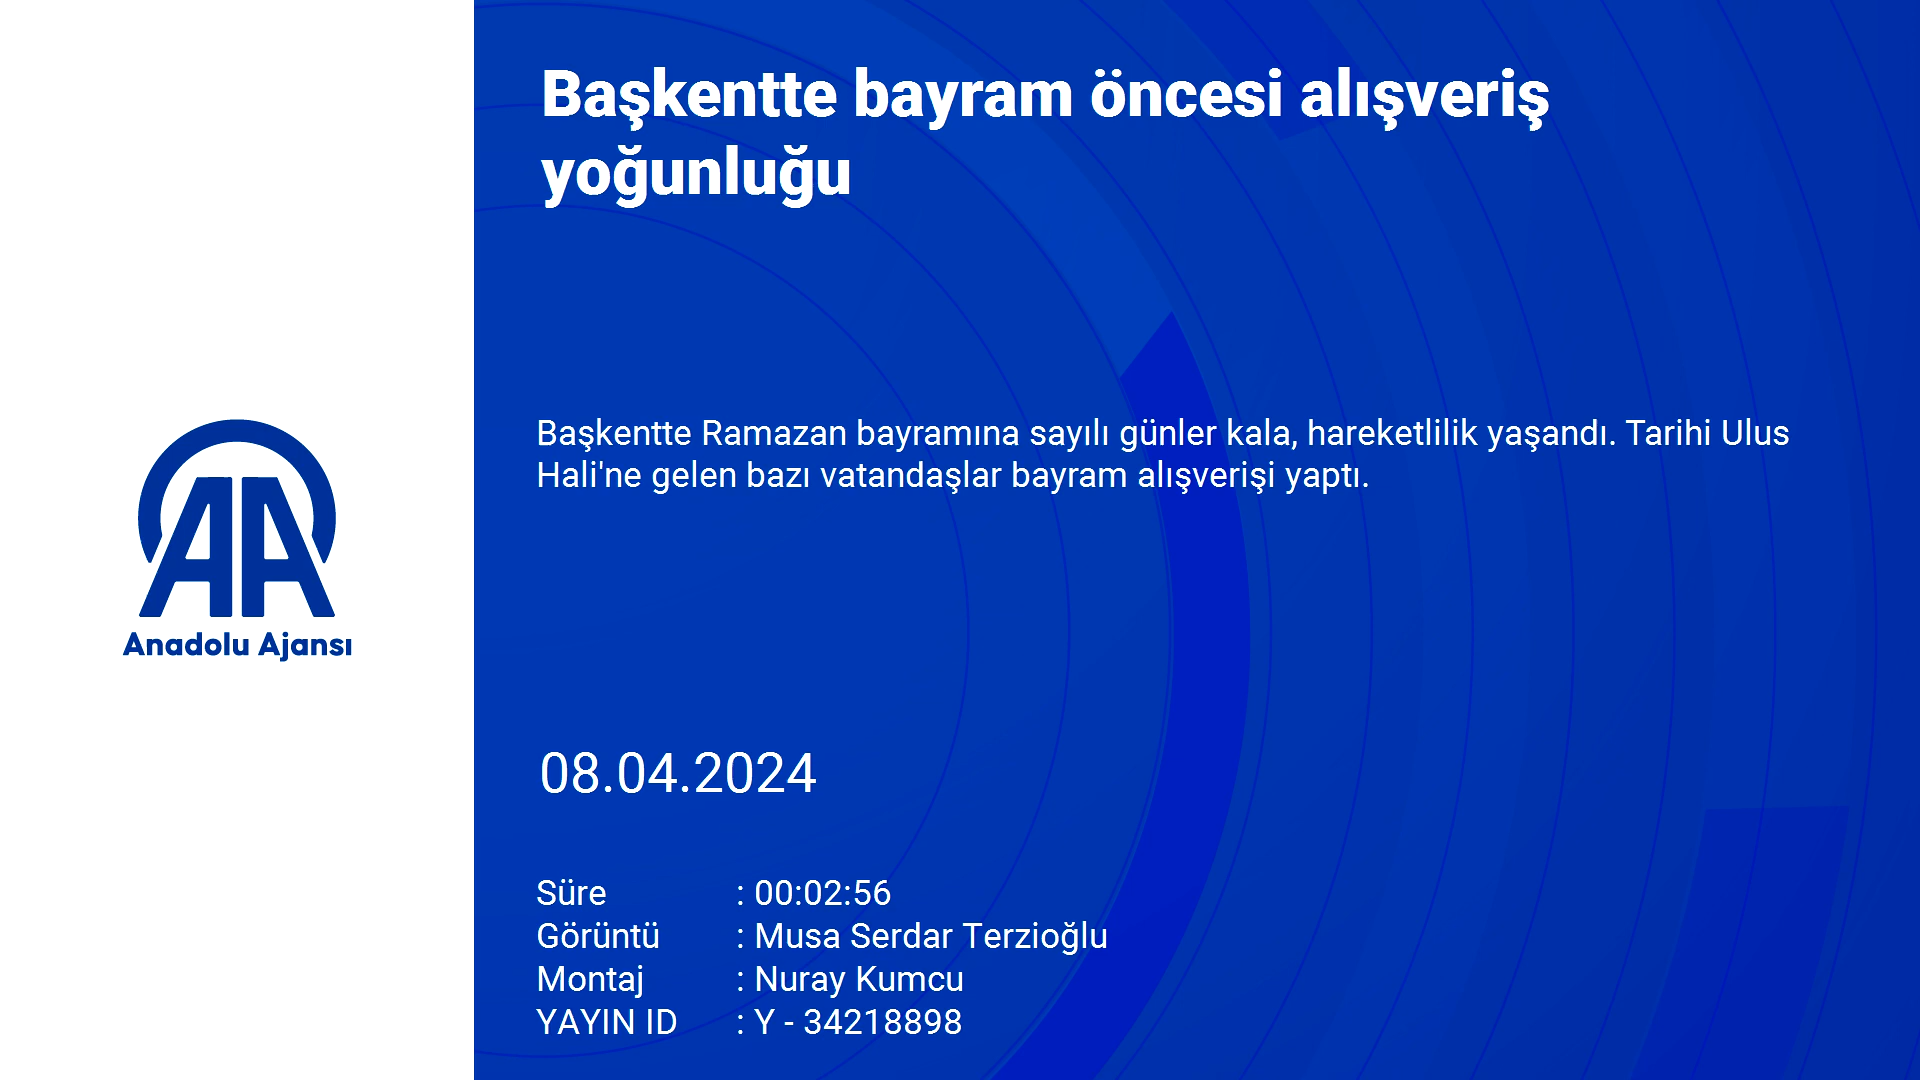 Başkentte bayram öncesi alışveriş
yoğunluğu
Başkentte Ramazan bayramına sayılı günler kala, hareketlilik yaşandı. Tarihi Ulus
Hali'ne gelen bazı vatandaşlar bayram alışverişi yaptı.
AA
Anadolu Ajansı
08.04.2024
Süre : 00:02:56
Görüntü : Musa Serdar Terzioğlu
Montaj : Nuray Kumcu
YAYIN ID : Y - 34218898